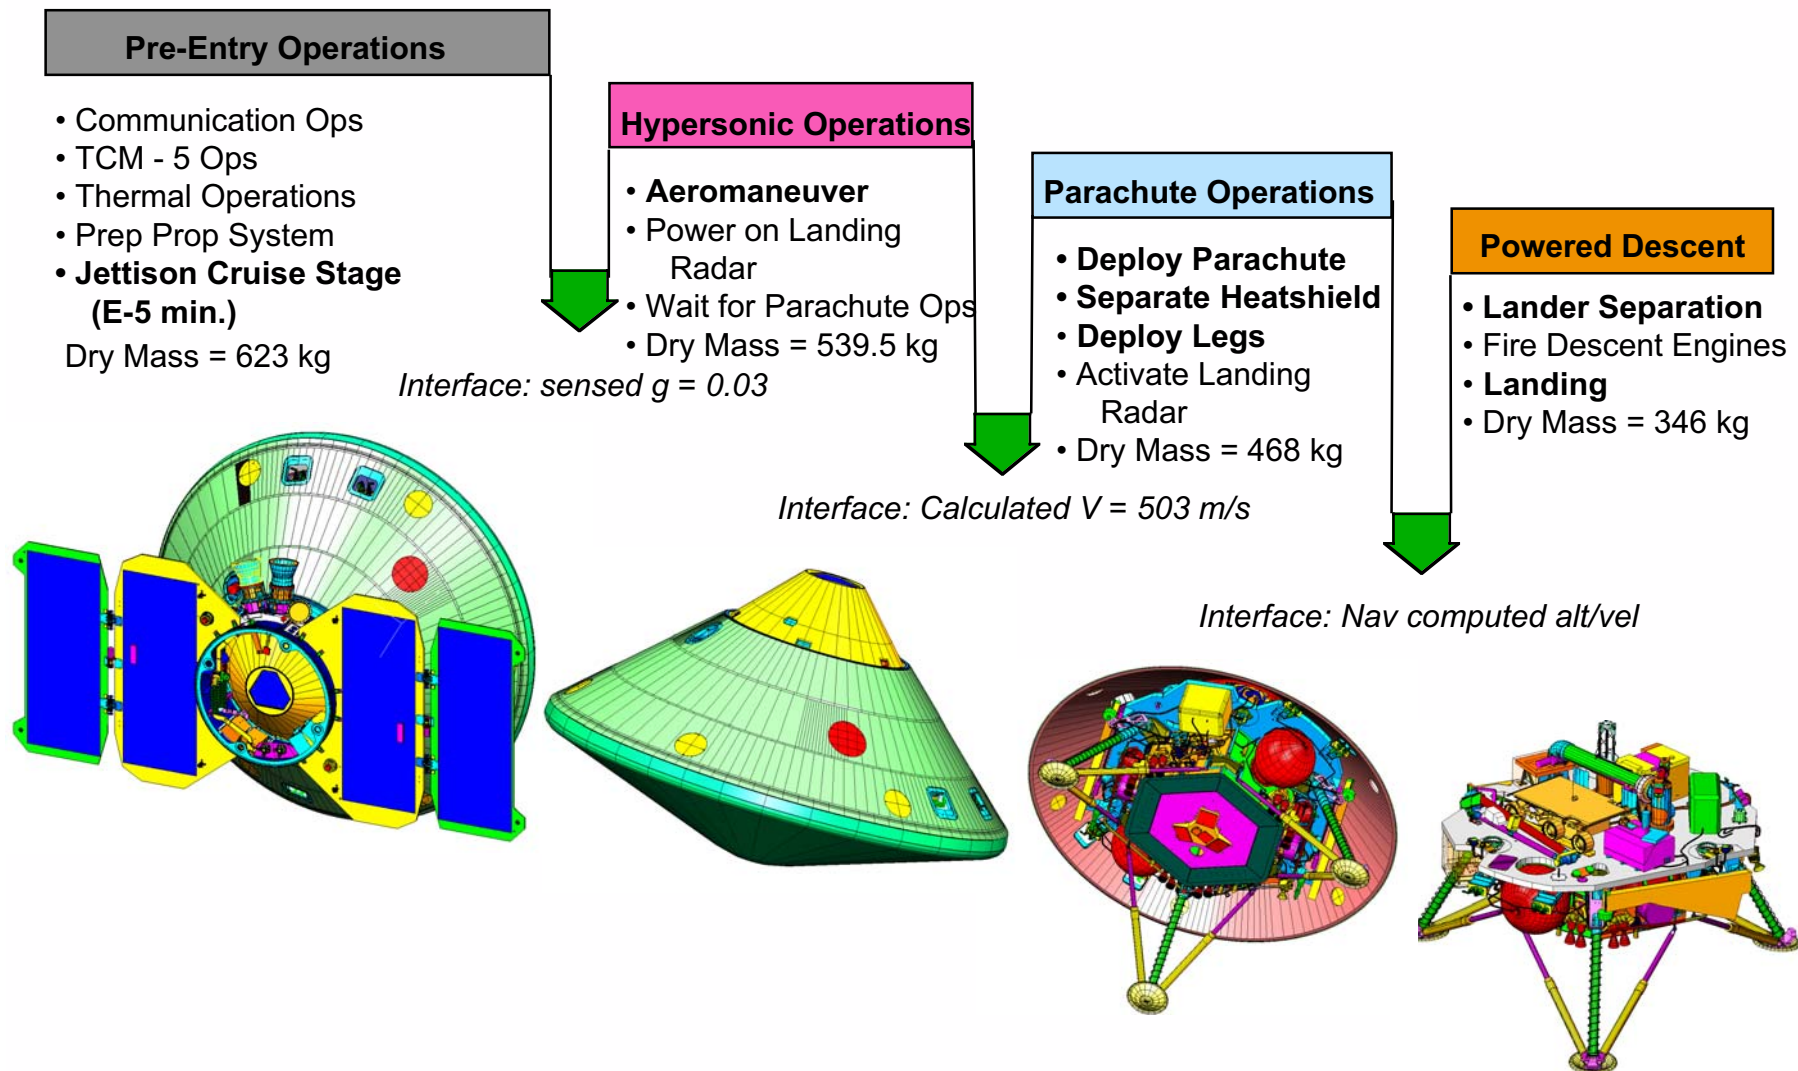 Pre-Entry Operations
• Communication Ops
• TCM - 5 Ops
• Thermal Operations
• Prep Prop System
• Jettison Cruise Stage
(E-5 min.)
Dry Mass = 623 kg
Interface: sensed g = 0.03
Hypersonic Operations
• Aeromaneuver
• Power on Landing
Radar
• Wait for Parachute Ops
• Dry Mass = 539.5 kg
Interface: Calculated V = 503 m/s
Parachute Operations
• Deploy Parachute
• Separate Heatshield
• Deploy Legs
• Activate Landing
Radar
• Dry Mass = 468 kg
Interface: Nav computed alt/vel
Powered Descent
• Lander Separation
• Fire Descent Engines
• Landing
• Dry Mass = 346 kg